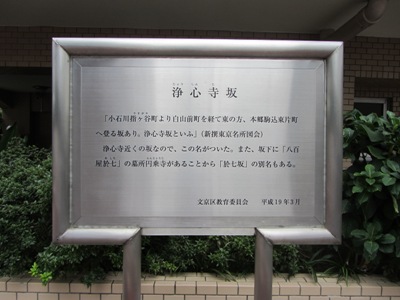 浄心寺坂
「小石川指ヶ谷町より白山前町を経て東の方、本郷駒込東片町
へ登る坂あり。浄心寺坂といふ」(新撰東京名所図会)
浄心寺近くの坂なので、この名がついた。また、坂下に「八百
屋於七」の墓所円乗寺があることから「於七坂」の別名もある。
文京区教育委員会　平成19年3月